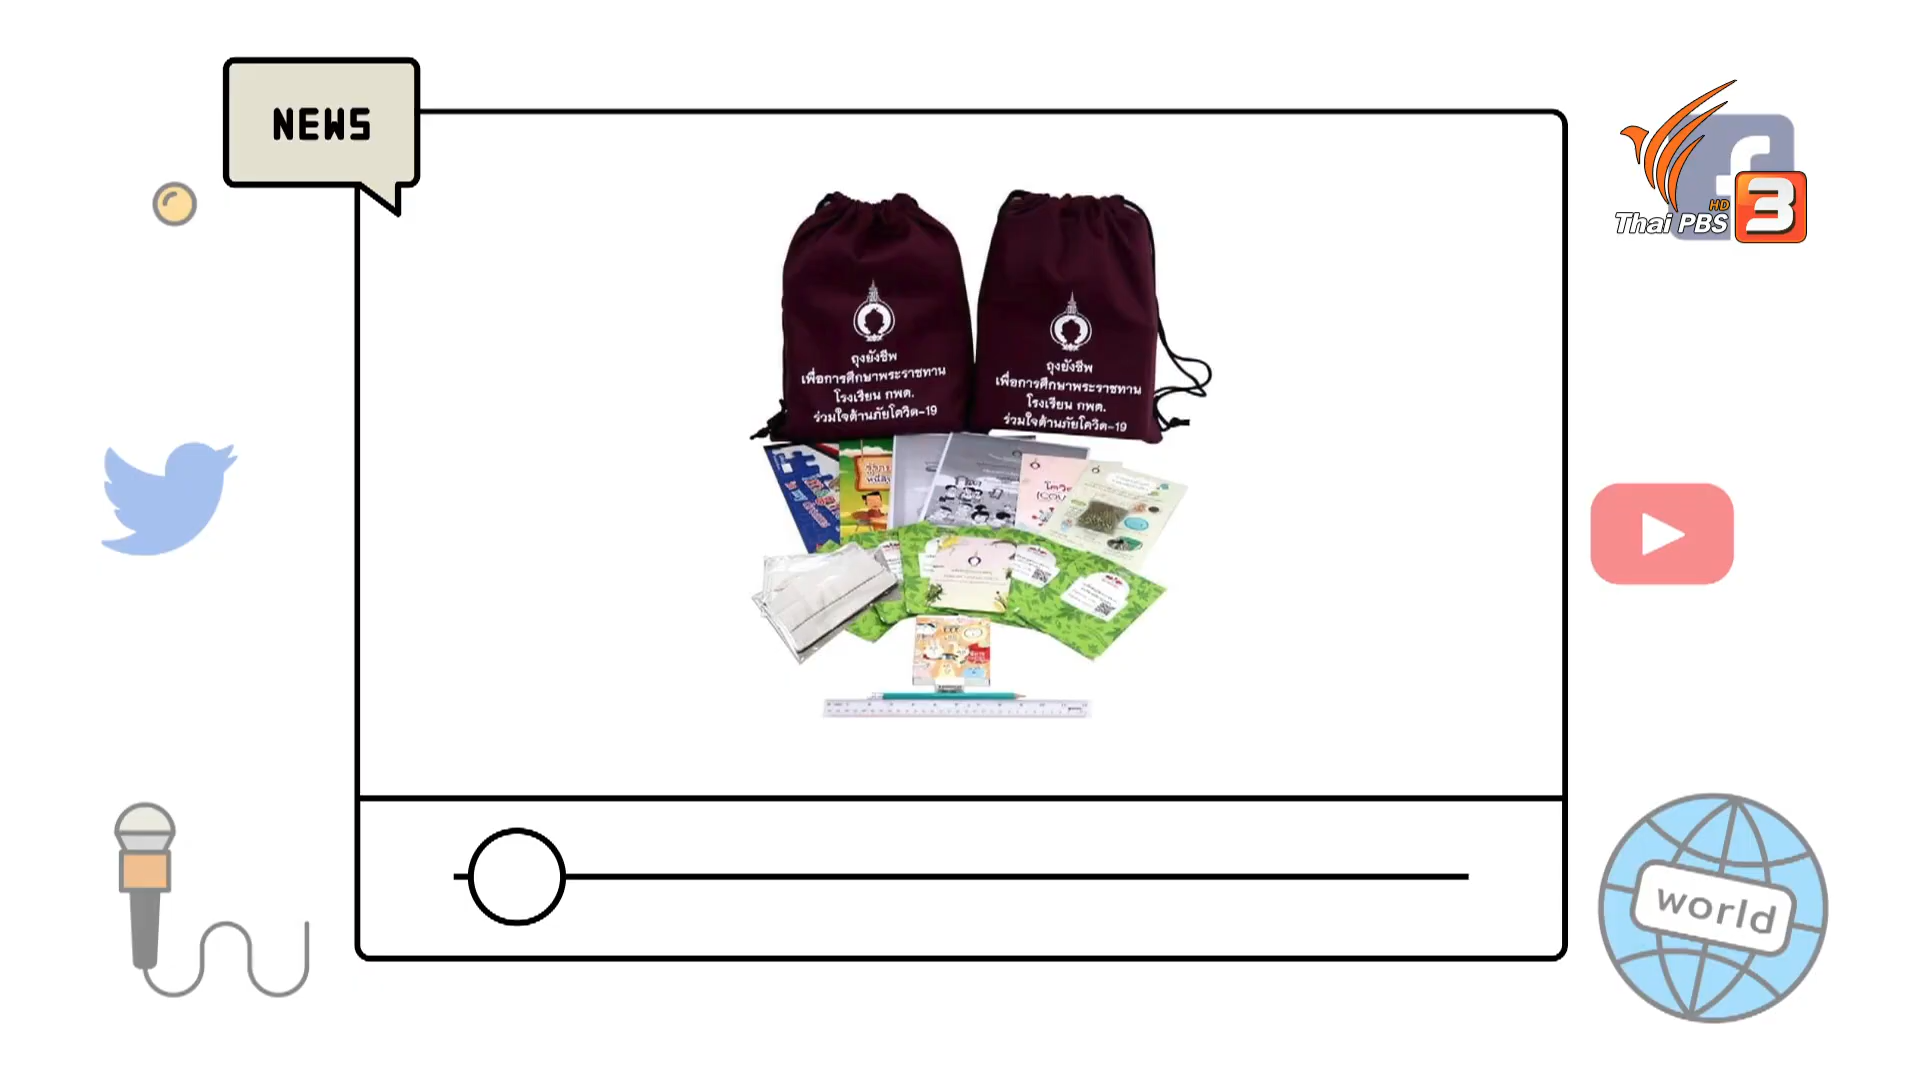 NEWS
HD
Thai PBS
3
ถุงยังชีพ
เพื่อการศึกษาพระราชทาน
โรงเรียน กพด.
ร่วมใจต้านภัยโควิด-19
ถุงยังชีพ
เพื่อการศึกษาพระราชทาน
โรงเรียน กพด.
ร่วมใจต้านภัยโควิด-19
world